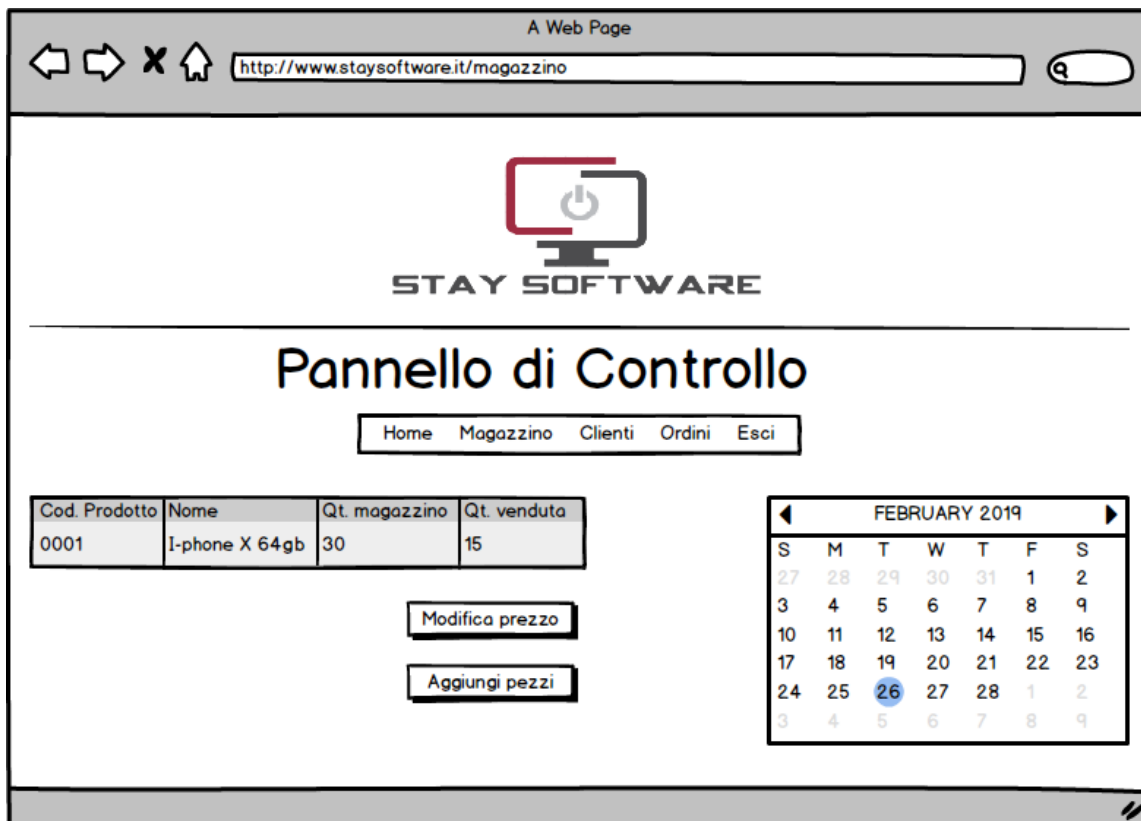 A Web Page
http://www.staysoftware.it/magazzino
STAY SOFTWARE
Pannello di Controllo
Home Magazzino Clienti Ordini Esci
Cod. Prodotto Nome Qt. magazzino Qt. venduta
0001 I-phone X 64gb 30 15
Modifica prezzo
Aggiungi pezzi
FEBRUARY 2019
S M T W T F S
27 28 29 30 31 1 2
3 4 5 6 7 8 9
10 11 12 13 14 15 16
17 18 19 20 21 22 23
24 25 26 27 28 1 2
3 4 5 6 7 8 9